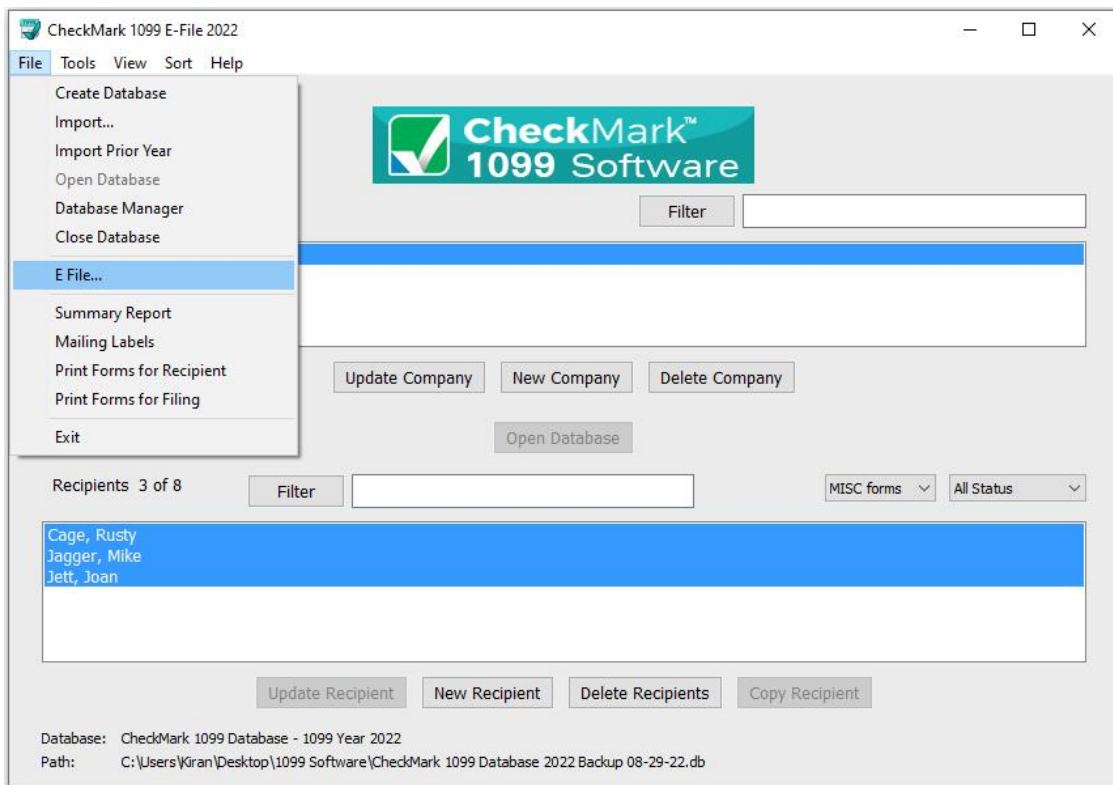 CheckMark 1099 E-File 2022
File Tools View Sort Help
Create Database
Import...
Import Prior Year
Open Database
Database Manager
Close Database
E File...
Summary Report
Mailing Labels
Print Forms for Recipient
Print Forms for Filing
Exit
CheckMark™
1099 Software
Filter
Update Company New Company Delete Company
Open Database
Recipients 3 of 8 Filter MISC forms All Status
Cage, Rusty
Jagger, Mike
Jett, Joan
Update Recipient New Recipient Delete Recipients Copy Recipient
Database: CheckMark 1099 Database - 1099 Year 2022
Path: C:\Users\Kiran\Desktop\1099 Software\CheckMark 1099 Database 2022 Backup 08-29-22.db